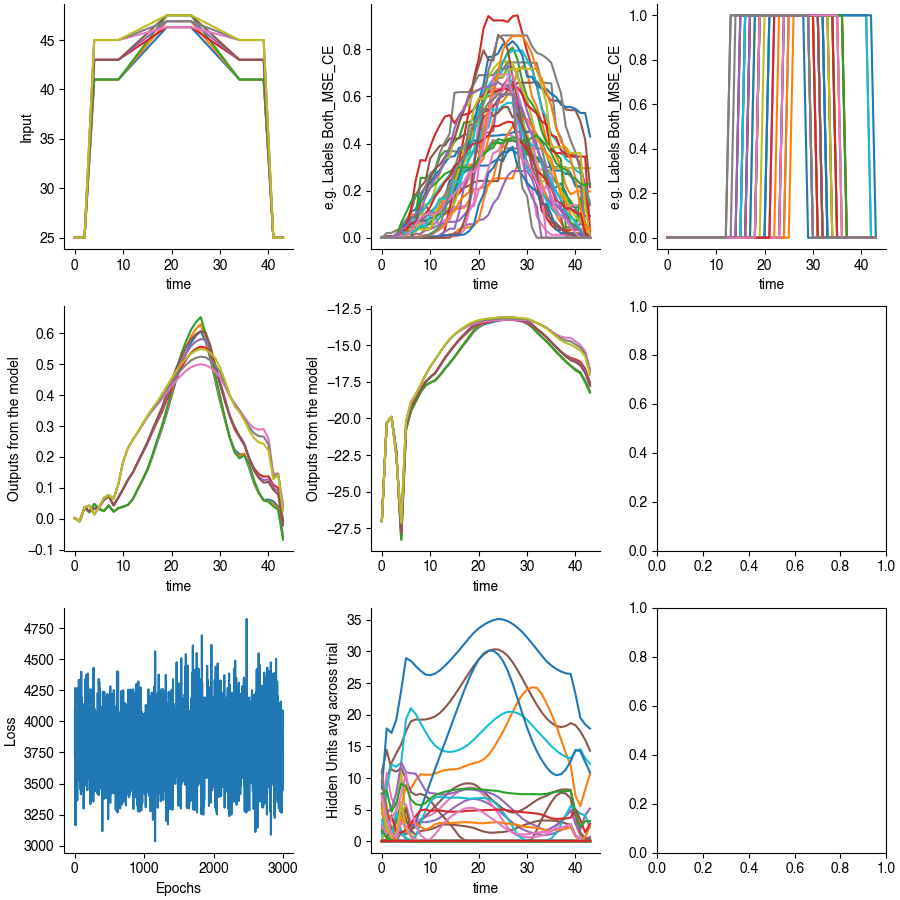 Input
45
40
35
30
25
0 10 20 30 40
time
e.g. Labels Both_MSE_CE
0.8
0.6
0.4
0.2
0.0
0 10 20 30 40
time
e.g. Labels Both_MSE_CE
1.0
0.8
0.6
0.4
0.2
0.0
0 10 20 30 40
time
Outputs from the model
0.6
0.5
0.4
0.3
0.2
0.1
0.0
−0.1
0 10 20 30 40
time
Outputs from the model
−12.5
−15.0
−17.5
−20.0
−22.5
−25.0
−27.5
0 10 20 30 40
time
1.0
0.8
0.6
0.4
0.2
0.0
0.0 0.2 0.4 0.6 0.8 1.0
Loss
4750
4500
4250
4000
3750
3500
3250
3000
0 1000 2000 3000
Epochs
Hidden Units avg across trial
35
30
25
20
15
10
5
0
0 10 20 30 40
time
1.0
0.8
0.6
0.4
0.2
0.0
0.0 0.2 0.4 0.6 0.8 1.0